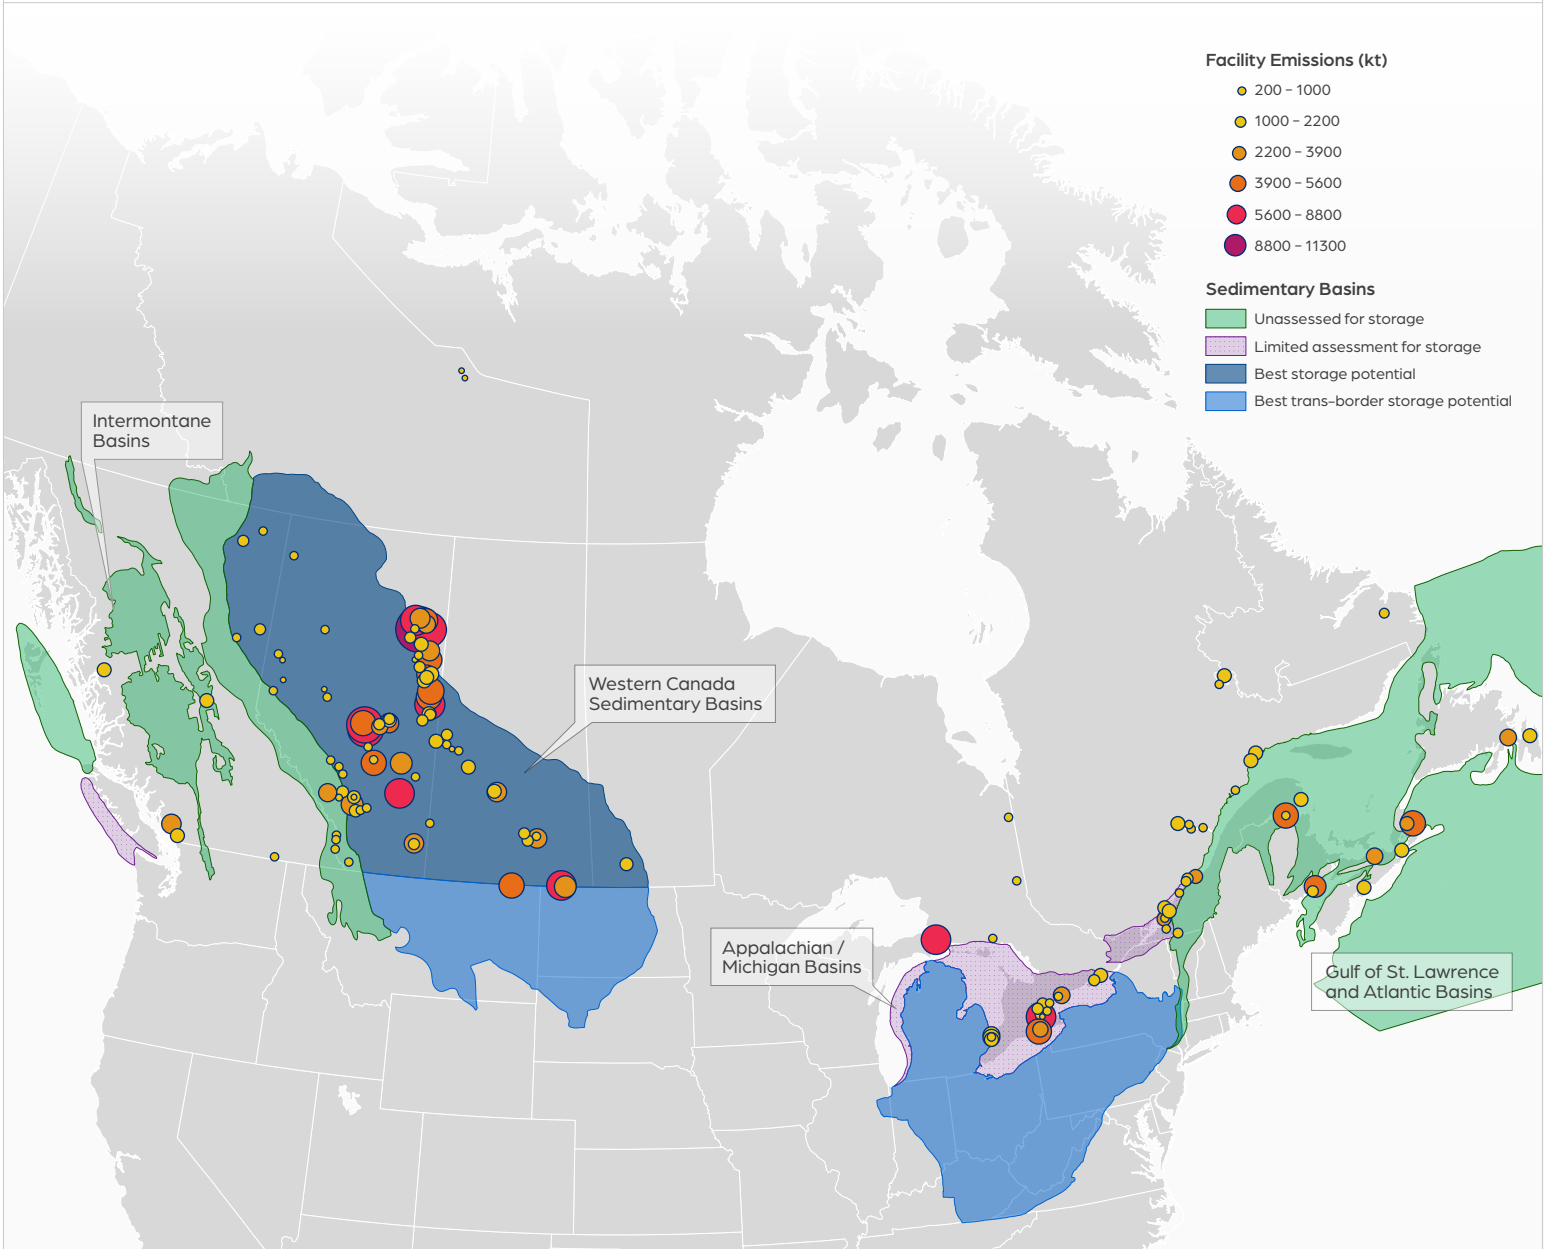 Facility Emissions (kt)
200 – 1000
1000 – 2200
2200 – 3900
3900 – 5600
5600 – 8800
8800 – 11300
Sedimentary Basins
Unassessed for storage
Limited assessment for storage
Best storage potential
Best trans-border storage potential
Intermontane
Basins
Western Canada
Sedimentary Basins
Appalachian /
Michigan Basins
Gulf of St. Lawrence
and Atlantic Basins